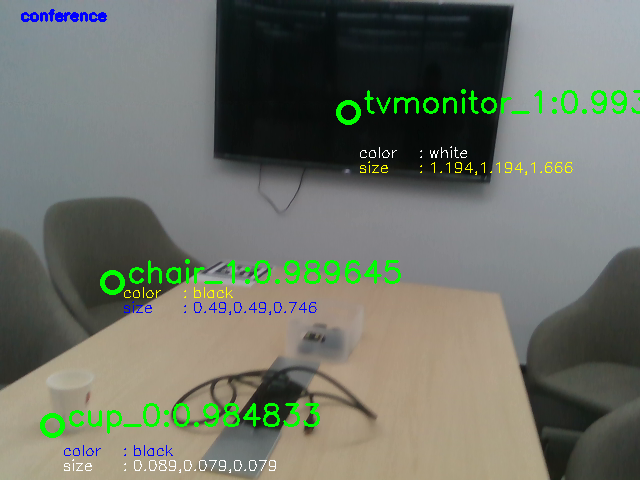 conference
tvmonitor_1:0.993
color : white
size : 1.194,1.194,1.666
chair_1:0.989645
color : black
size : 0.49,0.49,0.746
cup_0:0.984833
color : black
size : 0.089,0.079,0.079